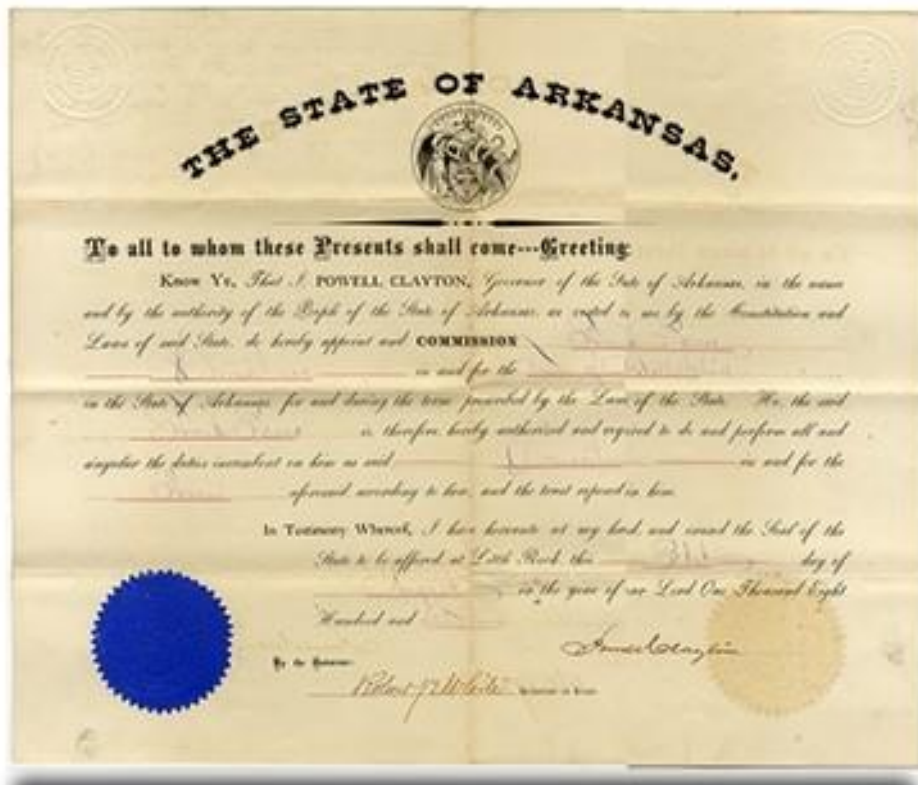 THE STATE OF ARKANSAS.
To all to whom these Presents shall come---Greeting:
Know Ye, That I, POWELL CLAYTON, Governor of the State of Arkansas, in the name
and by the authority of the People of the State of Arkansas, as vested in me by the Constitution and
Laws of said State, do hereby appoint and COMMISSION
in and for the
in the State of Arkansas, for and during the term prescribed by the Laws of the State. He, the said
is therefore hereby authorized and required to do and perform all and
singular the duties incumbent on him as said in and for the
aforesaid, according to law, and the trust reposed in him.
In Testimony Whereof, I have hereunto set my hand, and caused the Seal of the
State to be affixed at Little Rock this day of
in the year of our Lord One Thousand Eight
Hundred and
Powell Clayton
By the Governor:
Robert J. T. White Secretary of State